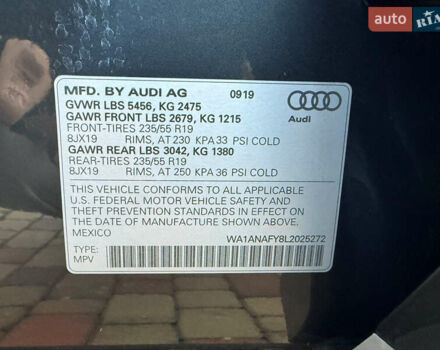 auto RIA
MFD. BY AUDI AG 0919
GVWR LBS 5456, KG 2475
GAWR FRONT LBS 2679, KG 1215
FRONT-TIRES 235/55 R19
8JX19 RIMS, AT 230 KPA 33 PSI COLD
GAWR REAR LBS 3042, KG 1380
REAR-TIRES 235/55 R19
8JX19 RIMS, AT 250 KPA 36 PSI COLD
Audi
THIS VEHICLE CONFORMS TO ALL APPLICABLE
U.S. FEDERAL MOTOR VEHICLE SAFETY AND
THEFT PREVENTION STANDARDS IN EFFECT ON
DATE OF MANUFACTURE SHOWN ABOVE.
MEXICO
WA1ANAFY8L2025272
TYPE:
MPV